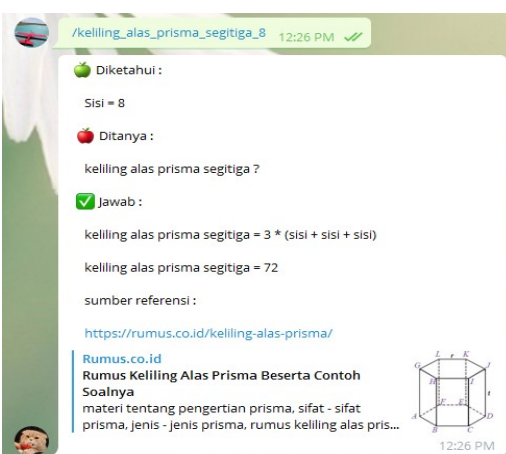 /keliling_alas_prisma_segitiga_8 12:26 PM
🍏 Diketahui :
Sisi = 8
🍎 Ditanya :
keliling alas prisma segitiga ?
✅ Jawab :
keliling alas prisma segitiga = 3 * (sisi + sisi + sisi)
keliling alas prisma segitiga = 72
sumber referensi :
https://rumus.co.id/keliling-alas-prisma/
Rumus.co.id
Rumus Keliling Alas Prisma Beserta Contoh
Soalnya
materi tentang pengertian prisma, sifat - sifat
prisma, jenis - jenis prisma, rumus keliling alas pris...
L r K
G J
H I
t
F E
A D
B C
12:26 PM